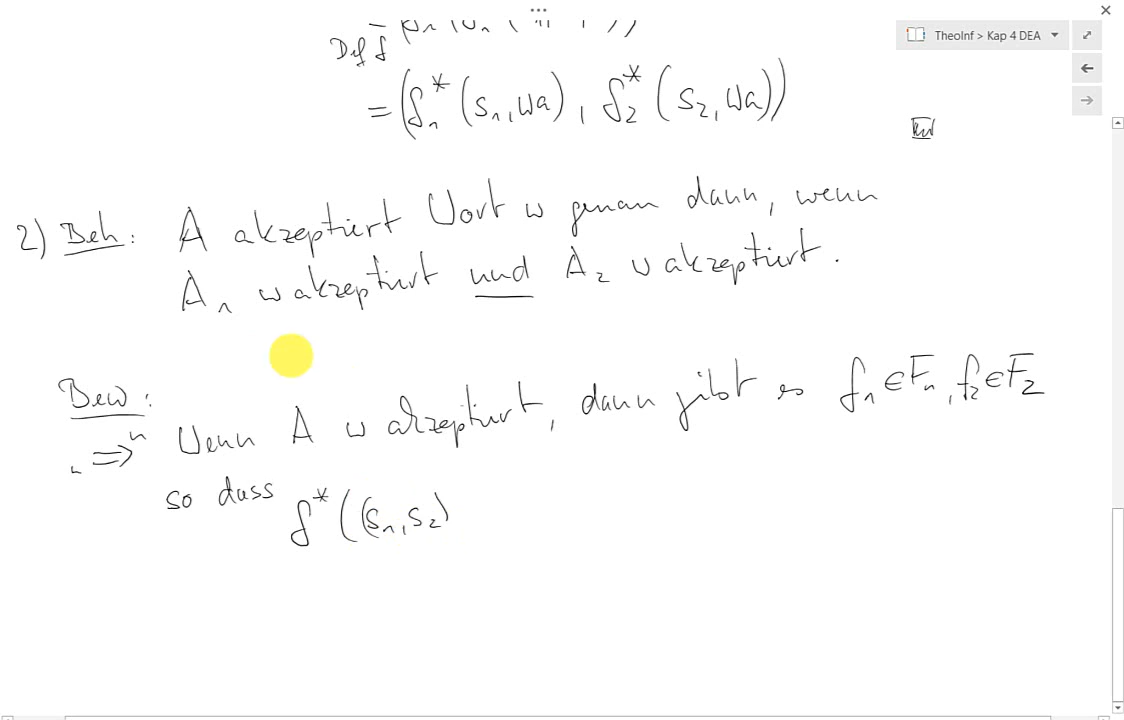 TheoInf > Kap 4 DEA
Def δ
= (δ₁*(s₁, wa), δ₂*(s₂, wa))
2) Beh: A akzeptiert Wort w genau dann, wenn
A₁ w akzeptiert und A₂ w akzeptiert.
Bew:
"⇒" Wenn A w akzeptiert, dann gibt es f₁∈F₁, f₂∈F₂
so dass δ*((s₁, s₂)